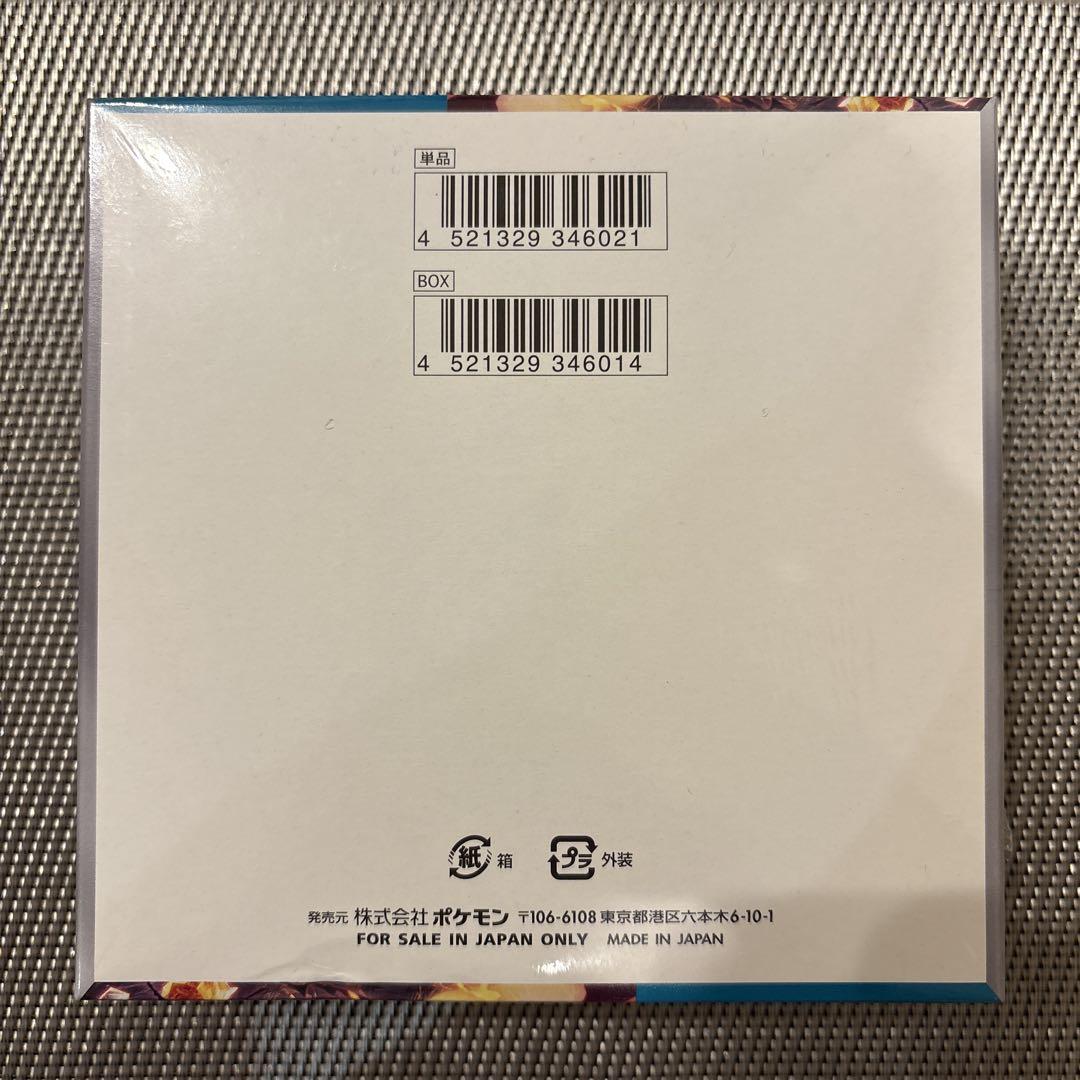 単品
4 521329 346021
BOX
4 521329 346014
紙 箱 プラ 外装
発売元 株式会社 ポケモン 〒106-6108 東京都港区六本木6-10-1
FOR SALE IN JAPAN ONLY MADE IN JAPAN